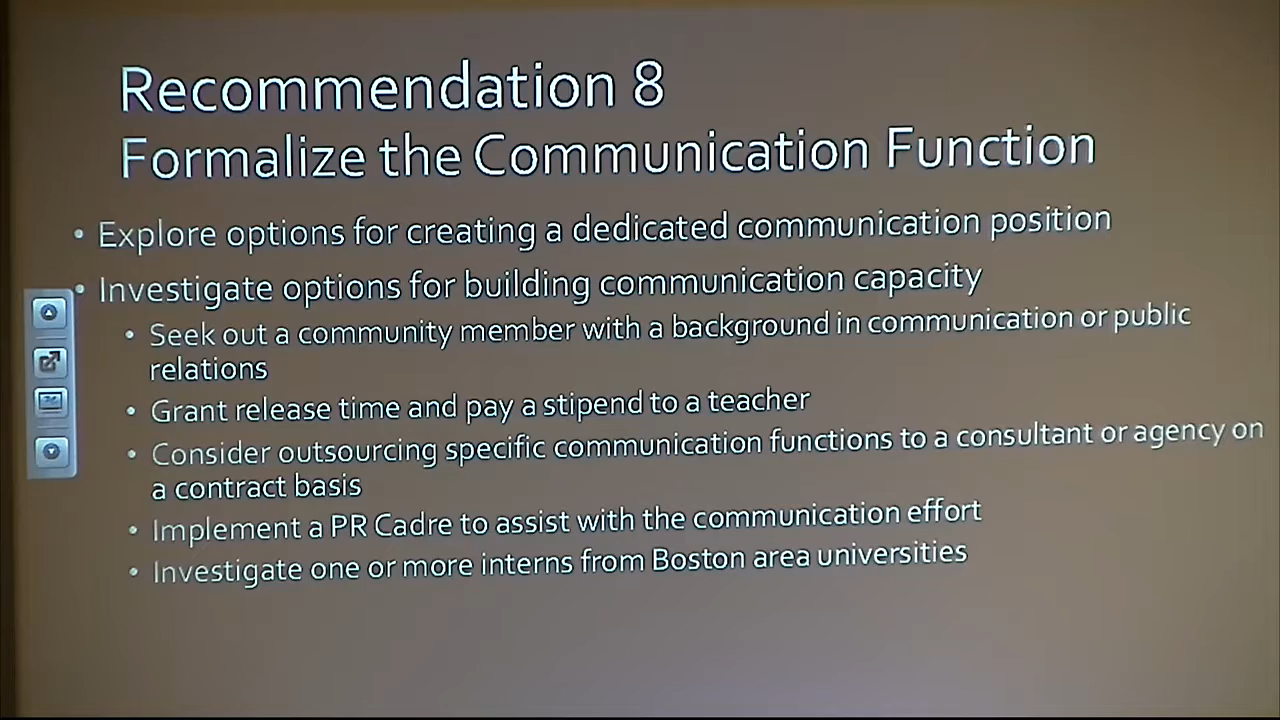 Recommendation 8
Formalize the Communication Function
• Explore options for creating a dedicated communication position
• Investigate options for building communication capacity
• Seek out a community member with a background in communication or public
relations
• Grant release time and pay a stipend to a teacher
• Consider outsourcing specific communication functions to a consultant or agency on
a contract basis
• Implement a PR Cadre to assist with the communication effort
• Investigate one or more interns from Boston area universities